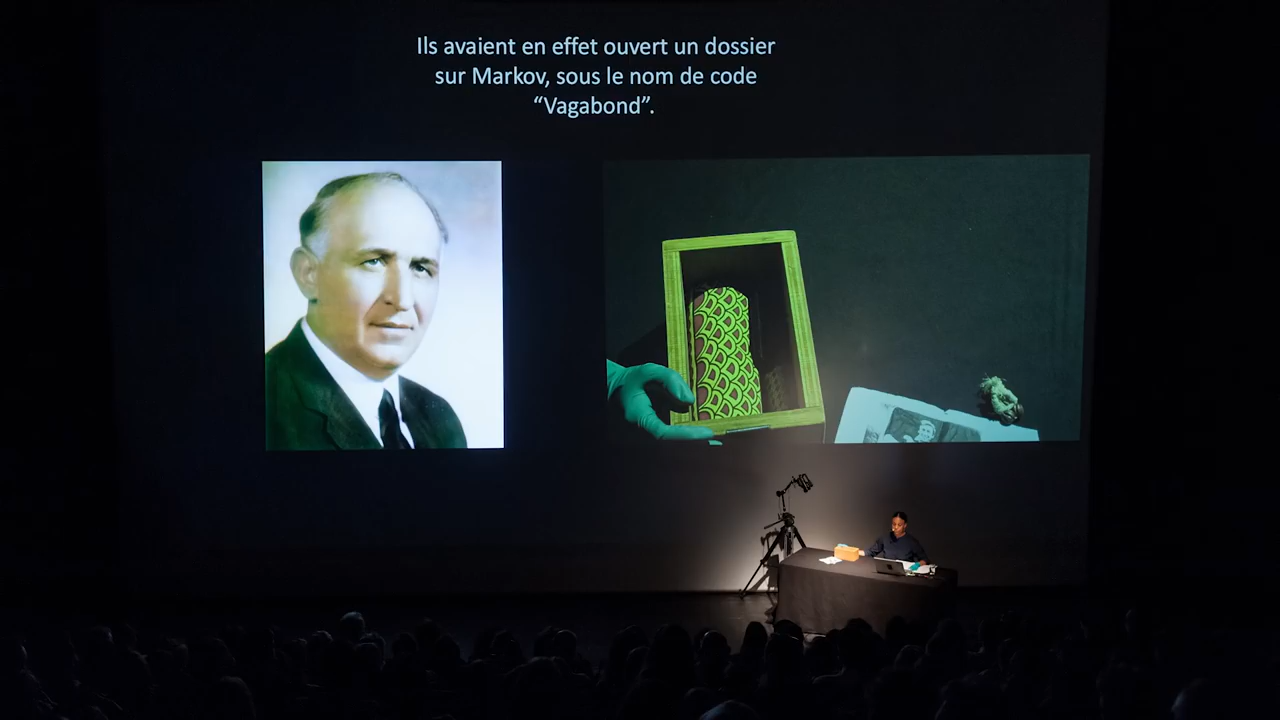 Ils avaient en effet ouvert un dossier
sur Markov, sous le nom de code
“Vagabond”.